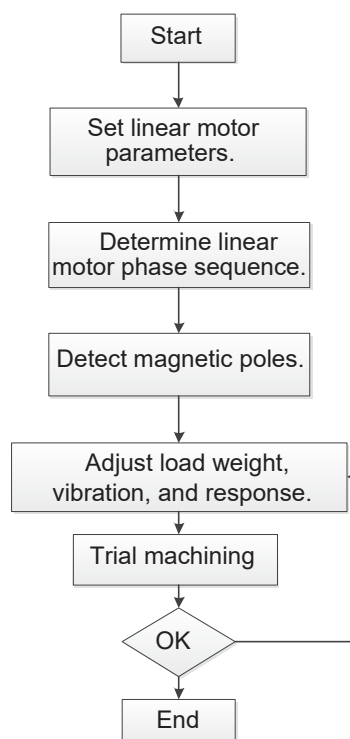 Start
Set linear motor
parameters.
Determine linear
motor phase sequence.
Detect magnetic poles.
Adjust load weight,
vibration, and response.
Trial machining
OK
End